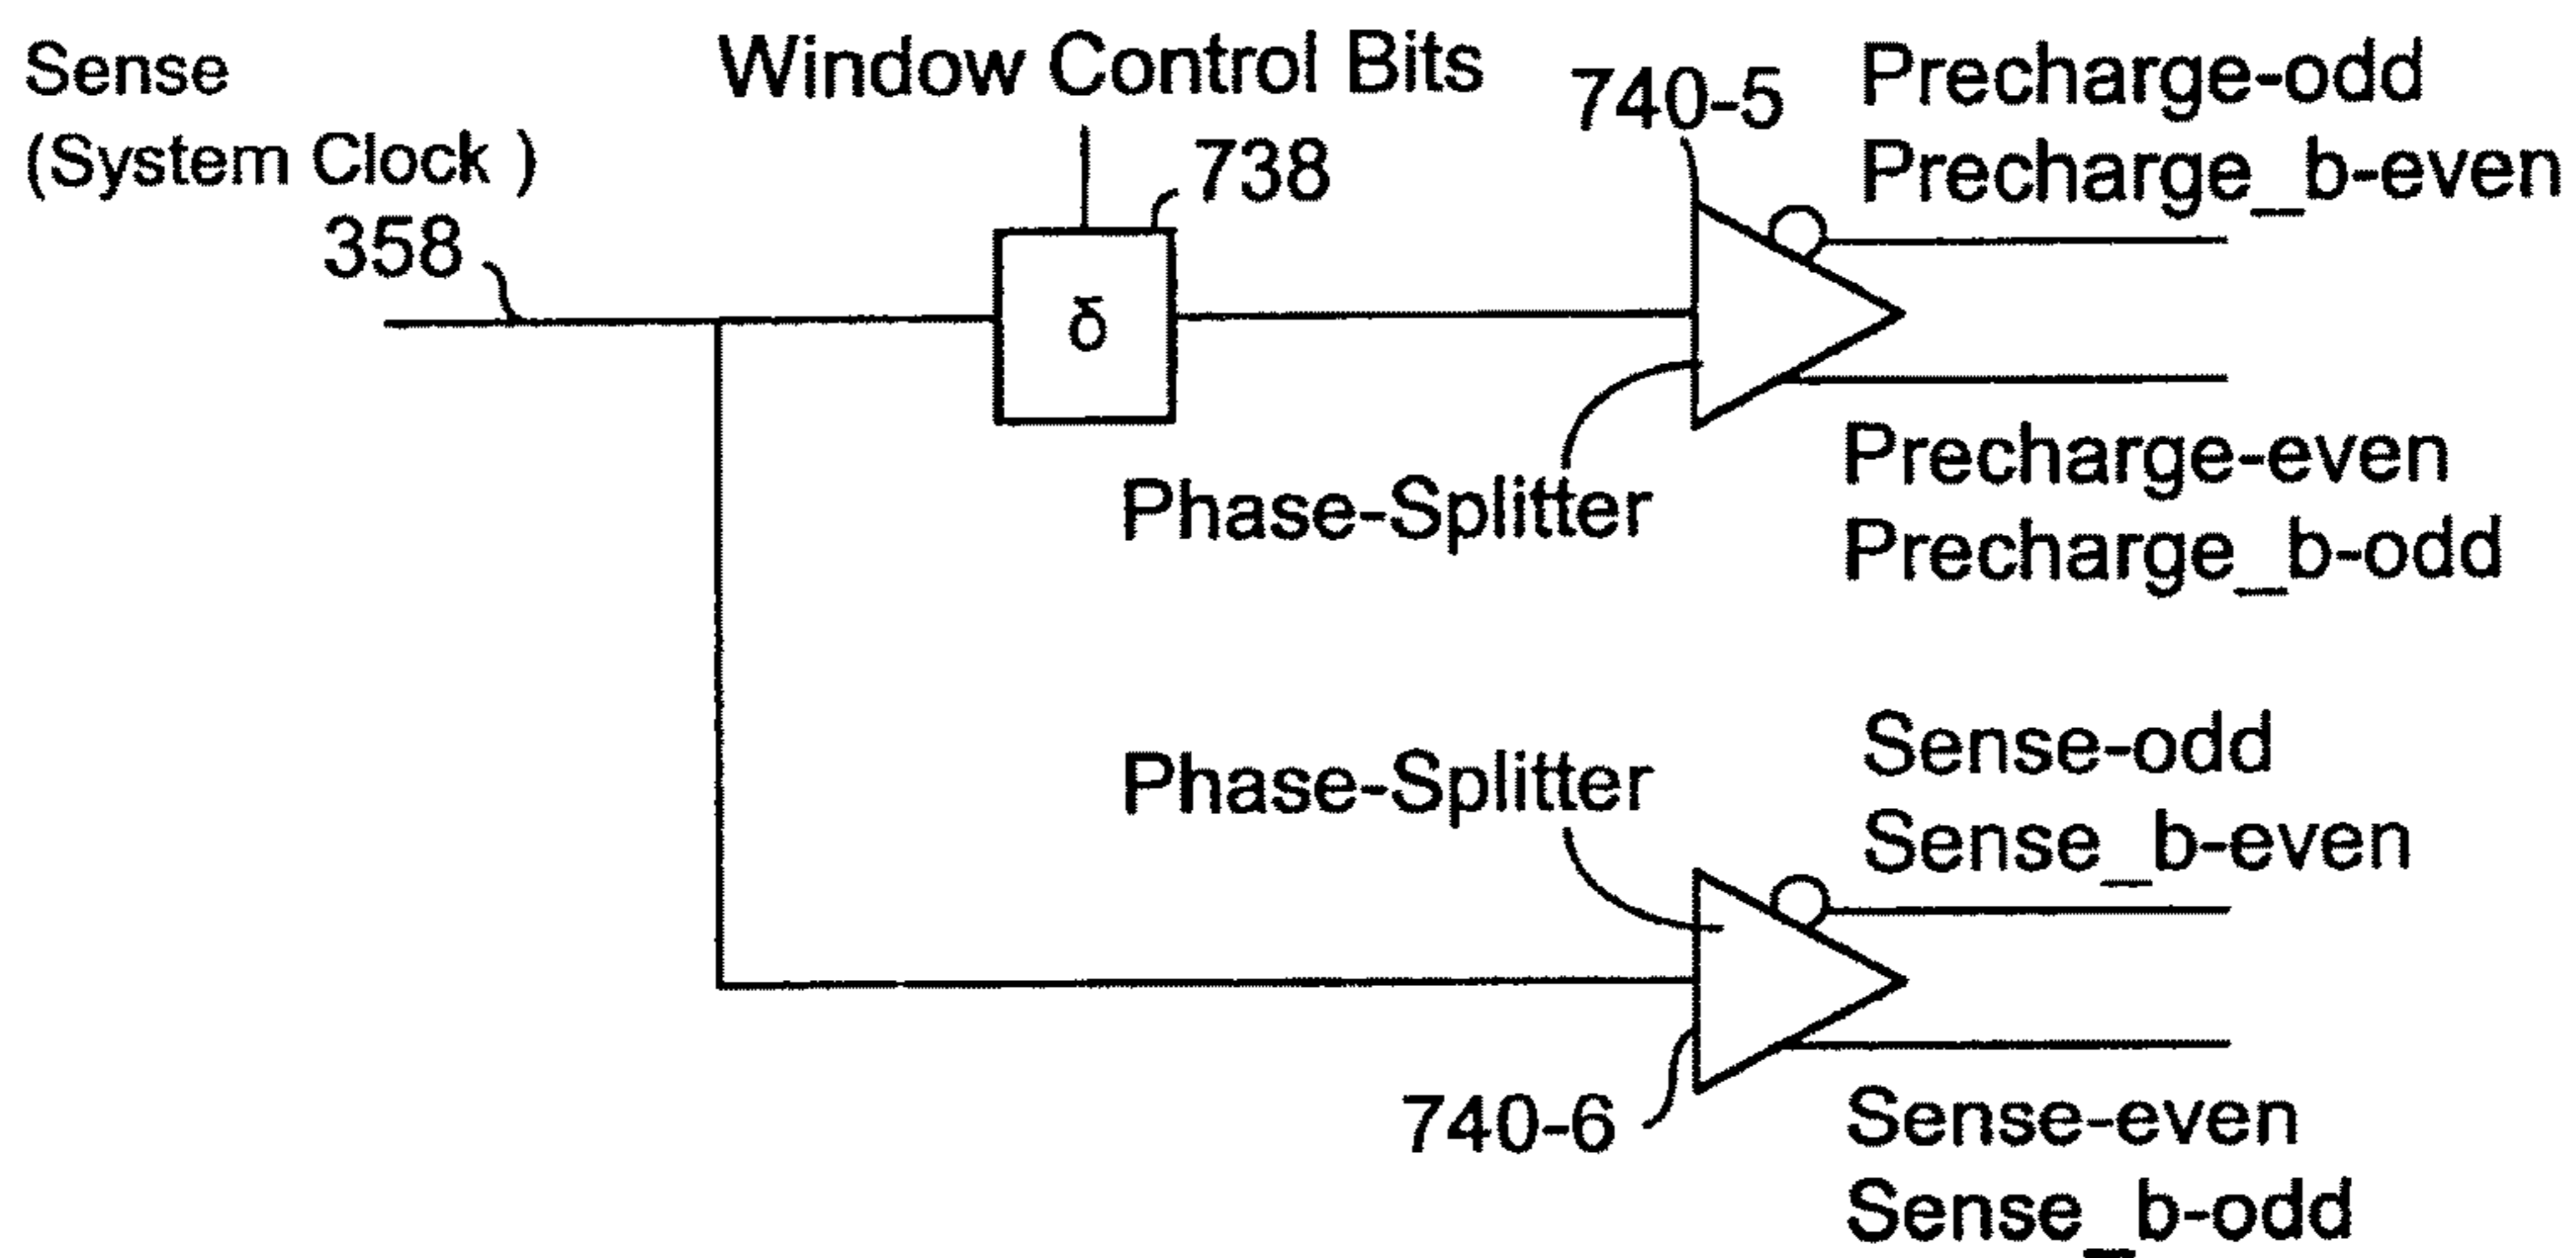 Sense
(System Clock )
358
Window Control Bits
738
δ
740-5
Precharge-odd
Precharge_b-even
Phase-Splitter
Precharge-even
Precharge_b-odd
Phase-Splitter
Sense-odd
Sense_b-even
740-6
Sense-even
Sense_b-odd